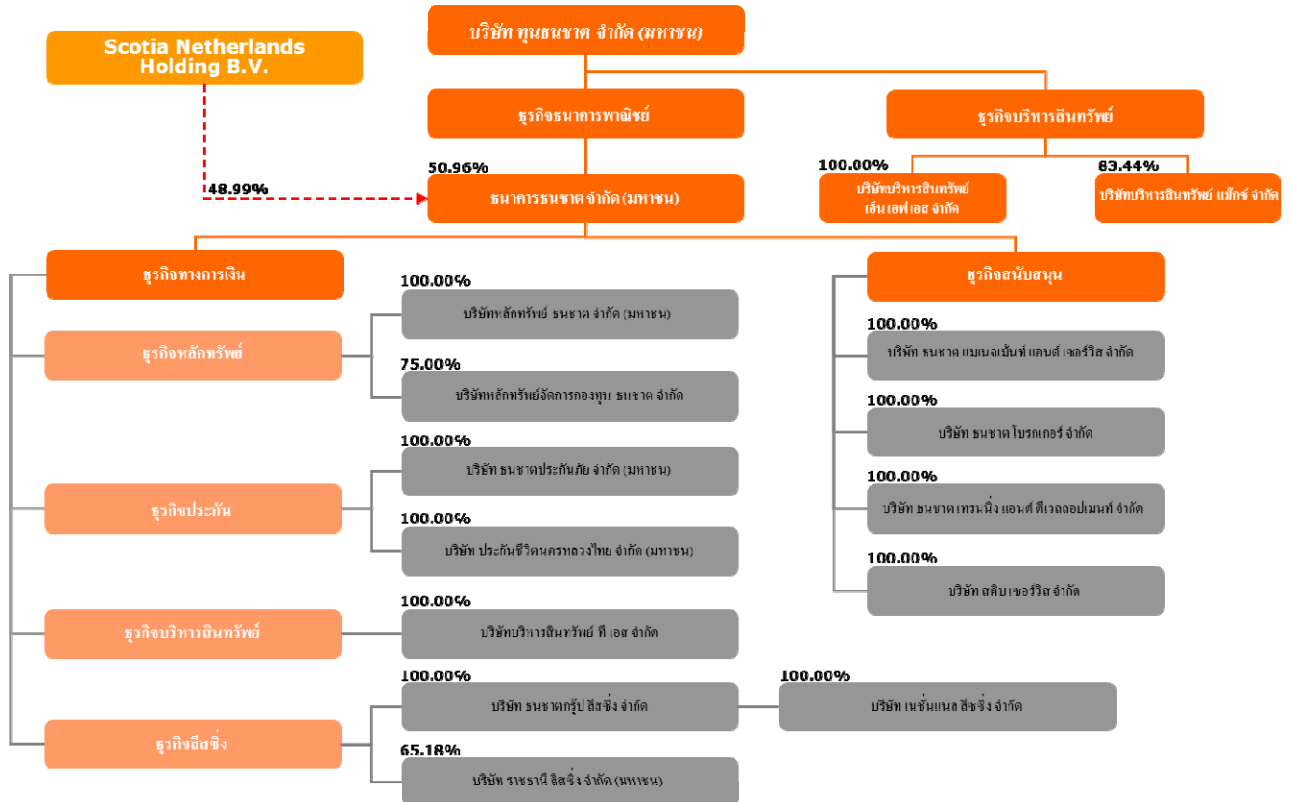 บริษัท ทุนธนชาต จำกัด (มหาชน)
Scotia Netherlands
Holding B.V.
ธุรกิจธนาคารพาณิชย์
ธุรกิจบริหารสินทรัพย์
50.96%
100.00%
83.44%
48.99%
ธนาคารธนชาต จำกัด (มหาชน)
บริษัทบริหารสินทรัพย์
เอ็น เอฟ เอส จำกัด
บริษัทบริหารสินทรัพย์ แม๊กซ์ จำกัด
ธุรกิจทางการเงิน
ธุรกิจสนับสนุน
100.00%
บริษัทหลักทรัพย์ ธนชาต จำกัด (มหาชน)
ธุรกิจหลักทรัพย์
100.00%
บริษัท ธนชาต แมเนจเม้นท์ แอนด์ เซอร์วิส จำกัด
75.00%
บริษัทหลักทรัพย์จัดการกองทุน ธนชาต จำกัด
100.00%
บริษัท ธนชาต โบรกเกอร์ จำกัด
100.00%
บริษัท ธนชาตประกันภัย จำกัด (มหาชน)
ธุรกิจประกัน
100.00%
บริษัท ธนชาต เทรนนิ่ง แอนด์ ดีเวลลอปเมนท์ จำกัด
100.00%
บริษัท ประกันชีวิตนครหลวงไทย จำกัด (มหาชน)
100.00%
บริษัท สคิบ เซอร์วิส จำกัด
100.00%
ธุรกิจบริหารสินทรัพย์
บริษัทบริหารสินทรัพย์ ที เอส จำกัด
100.00%
บริษัท ธนชาตกรุ๊ป ลีสซิ่ง จำกัด
100.00%
บริษัท เนชั่นแนล ลีซซิ่ง จำกัด
ธุรกิจลีสซิ่ง
65.18%
บริษัท ราชธานี ลิสซิ่ง จำกัด (มหาชน)